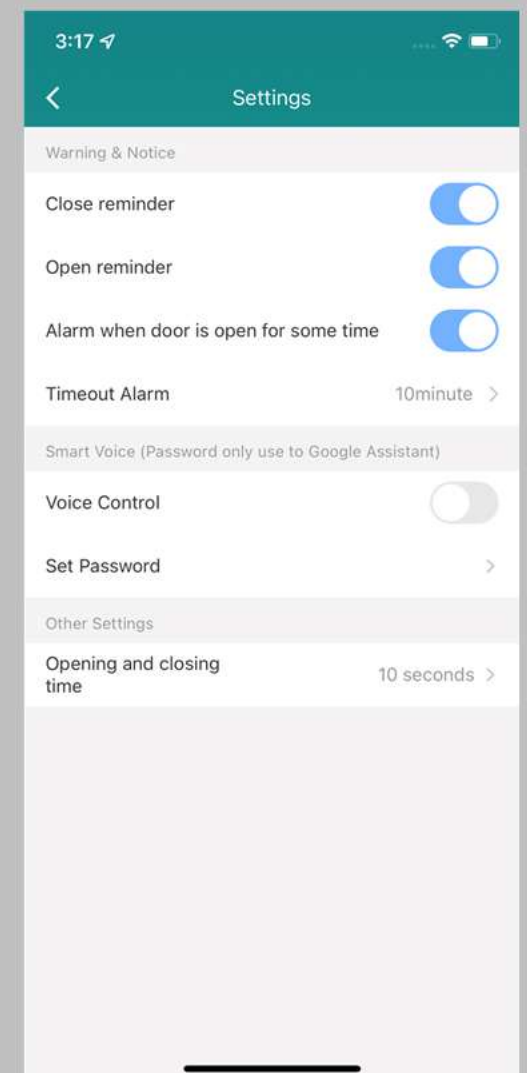 3:17
Settings
Warning & Notice
Close reminder
Open reminder
Alarm when door is open for some time
Timeout Alarm 10minute
Smart Voice (Password only use to Google Assistant)
Voice Control
Set Password
Other Settings
Opening and closing
time
10 seconds